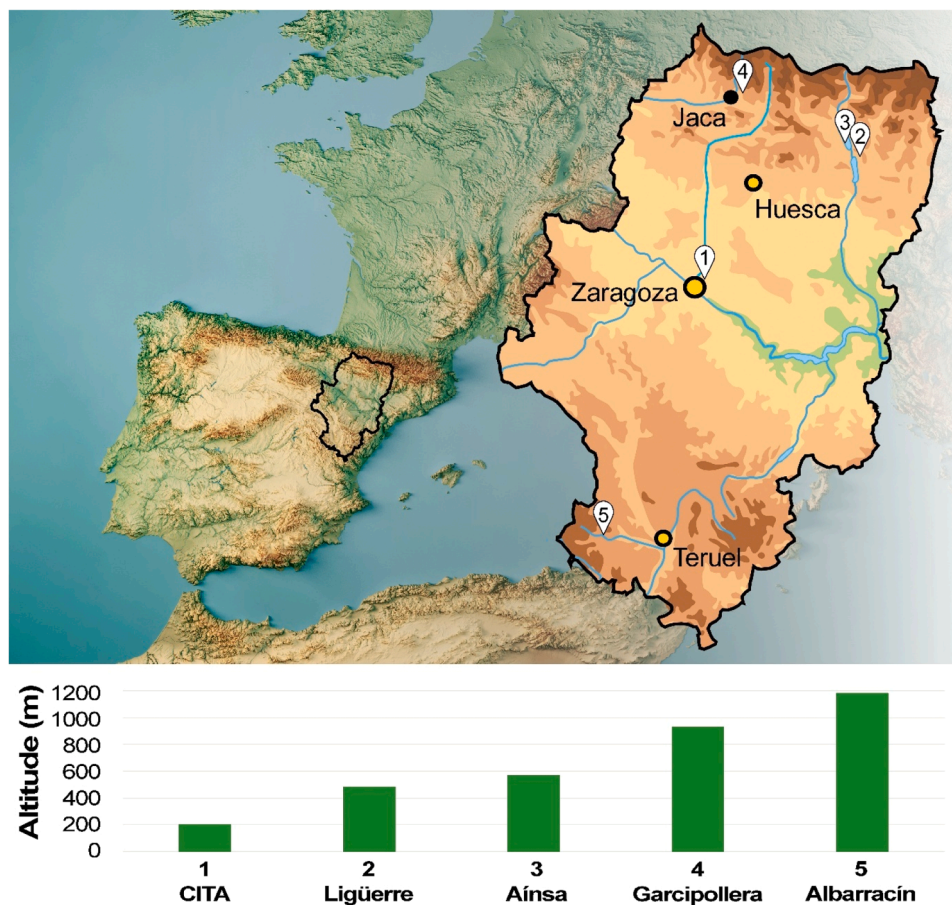 4
Jaca
3
2
Huesca
1
Zaragoza
5
Teruel
Altitude (m)
1200
1000
800
600
400
200
0
1 2 3 4 5
CITA Ligüerre Aínsa Garcipollera Albarracín